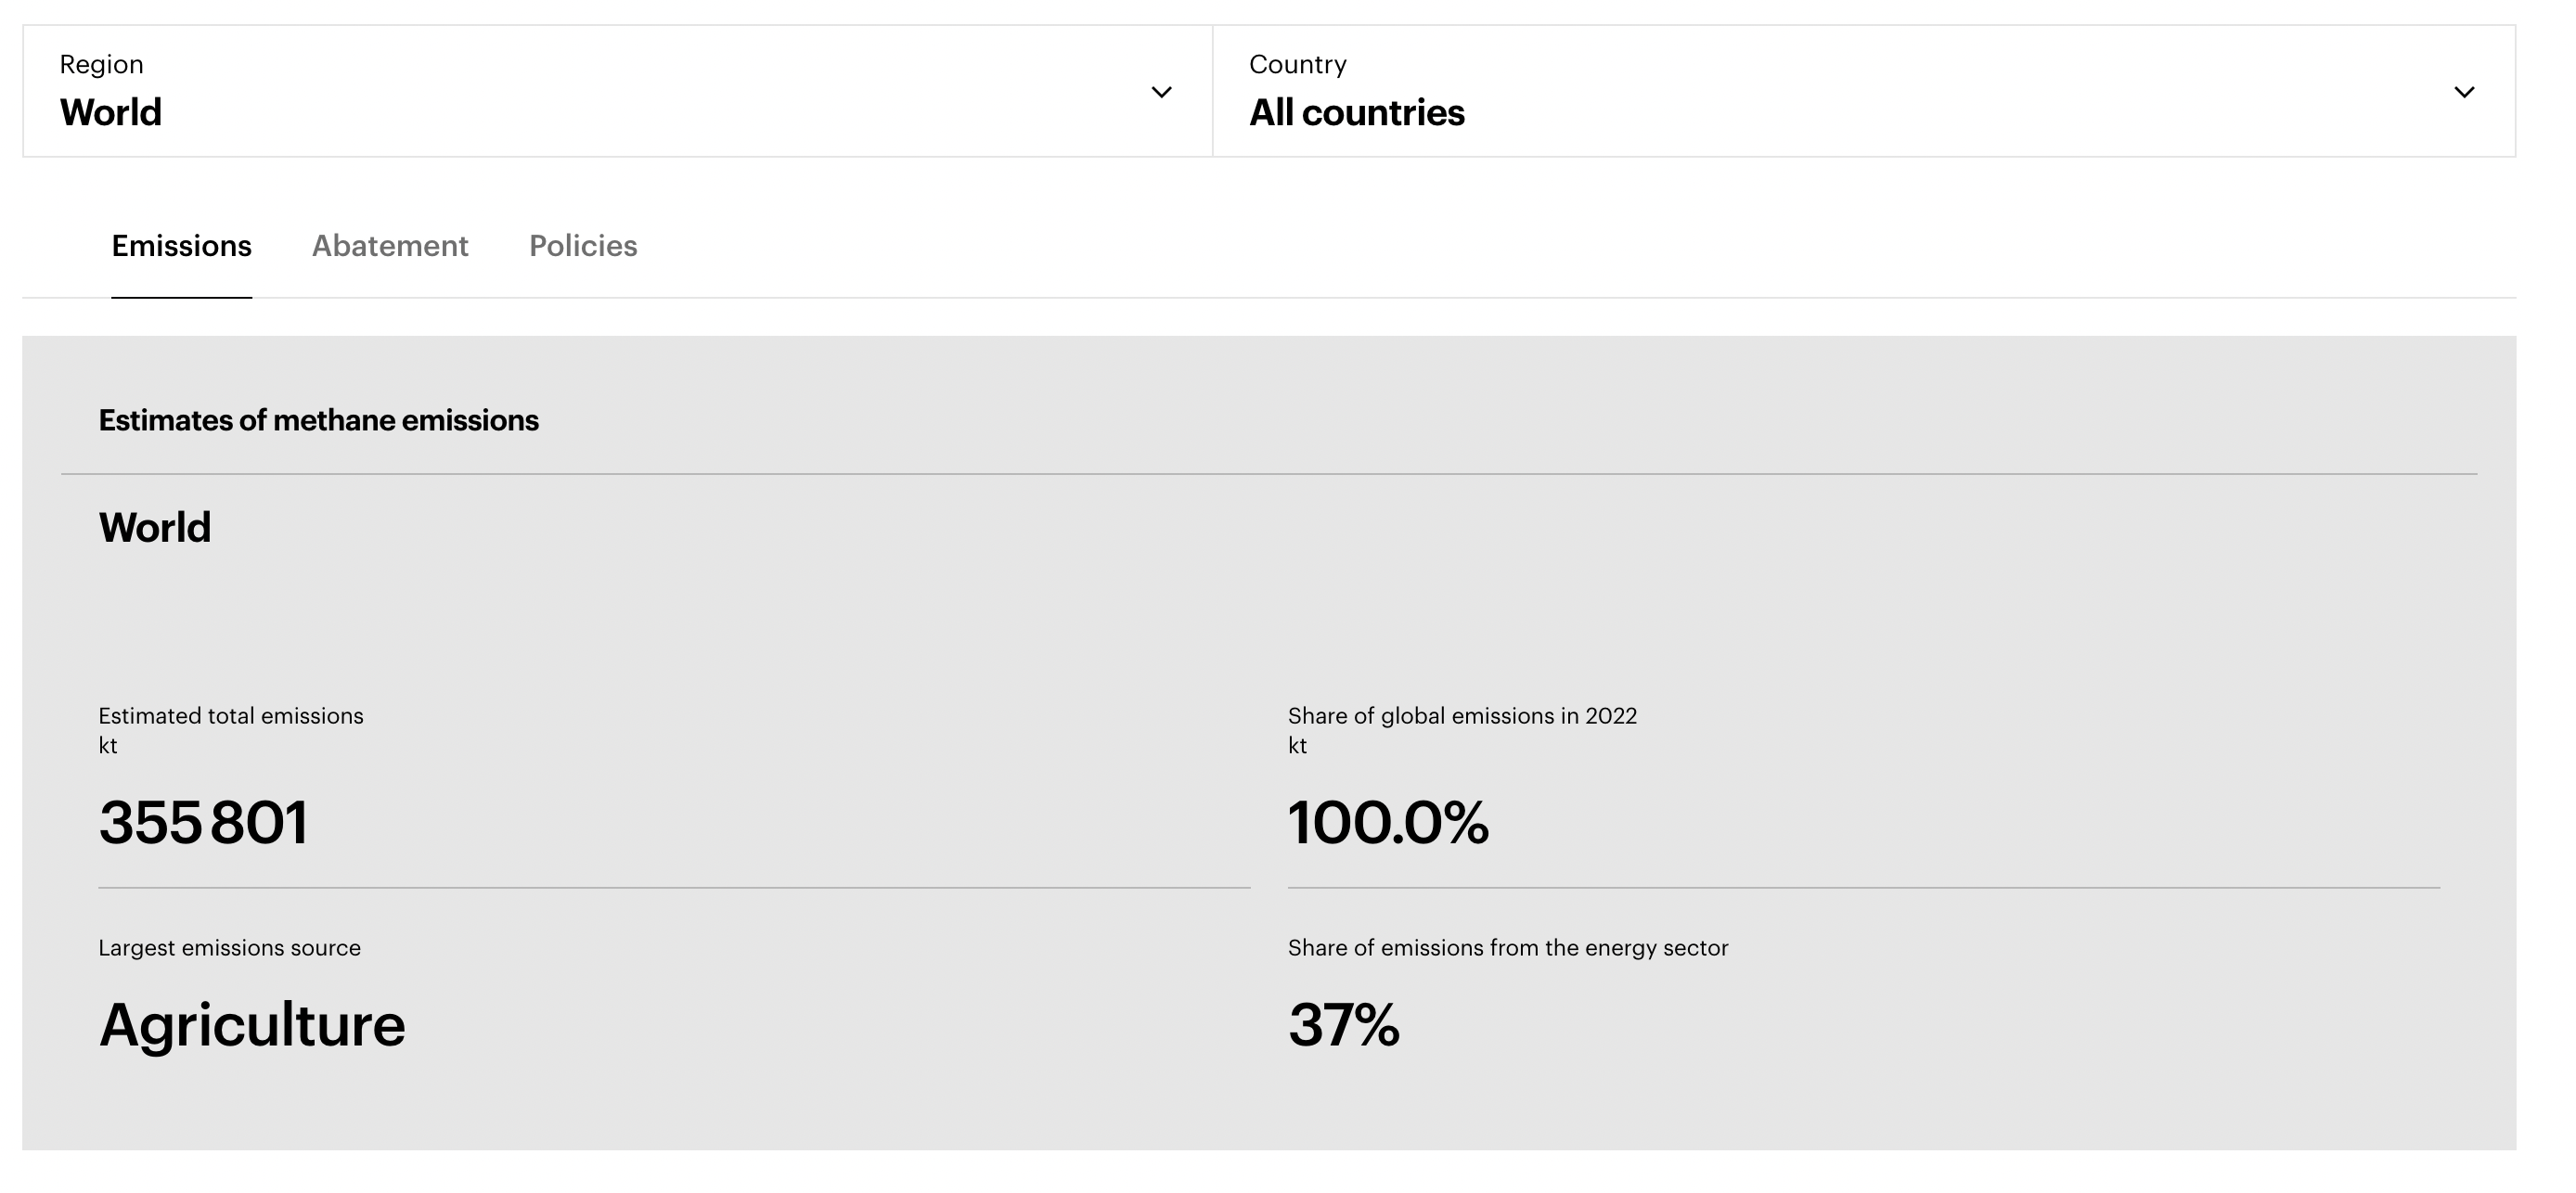 Region
World
Country
All countries
Emissions Abatement Policies
Estimates of methane emissions
World
Estimated total emissions
kt
355 801
Share of global emissions in 2022
kt
100.0%
Largest emissions source
Agriculture
Share of emissions from the energy sector
37%